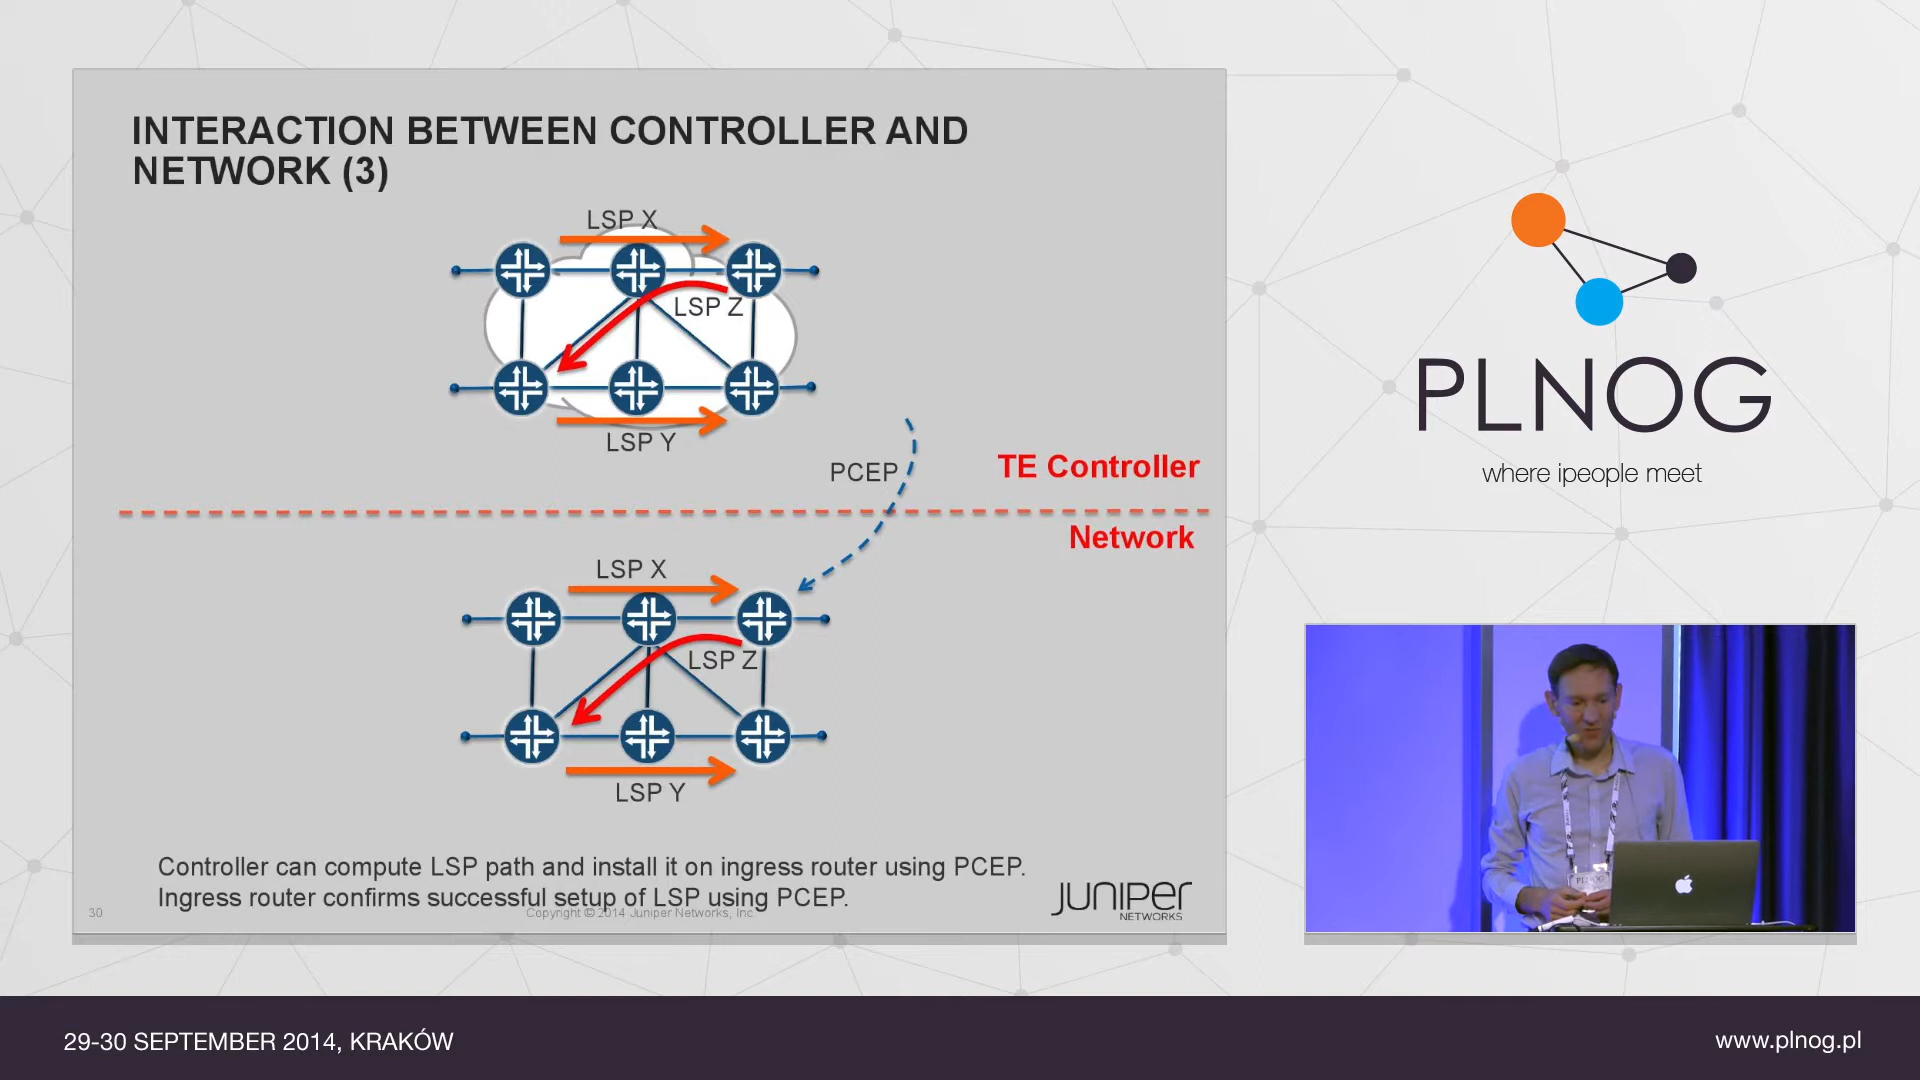 INTERACTION BETWEEN CONTROLLER AND
NETWORK (3)
LSP X
LSP Z
LSP Y
PCEP
TE Controller
Network
LSP X
LSP Z
LSP Y
Controller can compute LSP path and install it on ingress router using PCEP.
Ingress router confirms successful setup of LSP using PCEP.
30
Copyright © 2014 Juniper Networks, Inc
JUNIPER
NETWORKS
PLNOG
where ipeople meet
PLNOG
29-30 SEPTEMBER 2014, KRAKÓW
www.plnog.pl